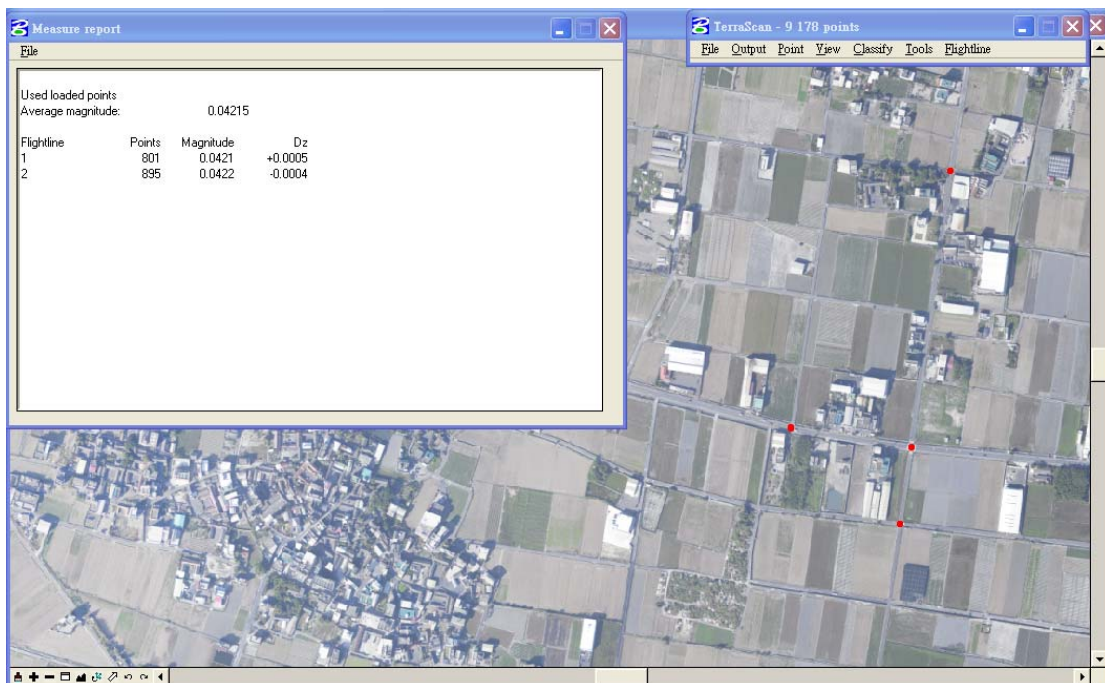 Measure report
File
Used loaded points
Average magnitude: 0.04215
Flightline Points Magnitude Dz
1 801 0.0421 +0.0005
2 895 0.0422 -0.0004
TerraScan - 9 178 points
File Output Point View Classify Tools Flightline